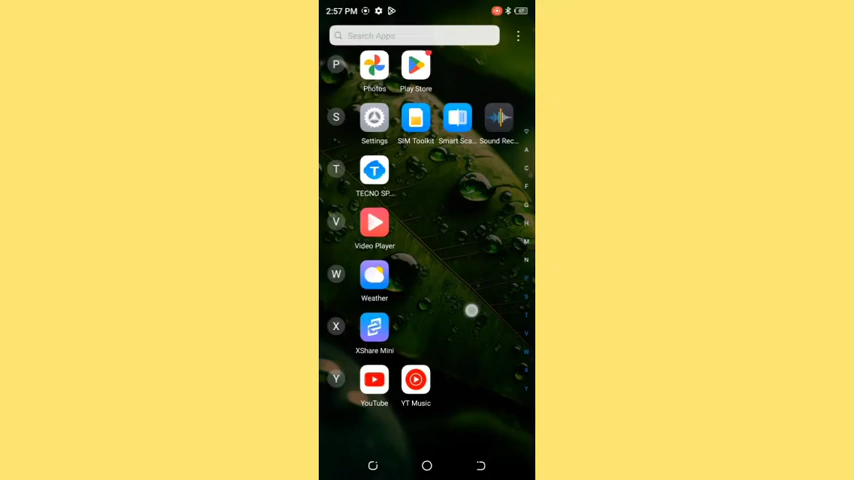 2:57 PM
Search Apps
P
Photos
Play Store
S
Settings
SIM Toolkit
Smart Sca...
Sound Rec...
A
C
F
G
H
M
N
P
S
T
V
W
X
Y
T
TECNO SP...
V
Video Player
W
Weather
X
XShare Mini
Y
YouTube
YT Music